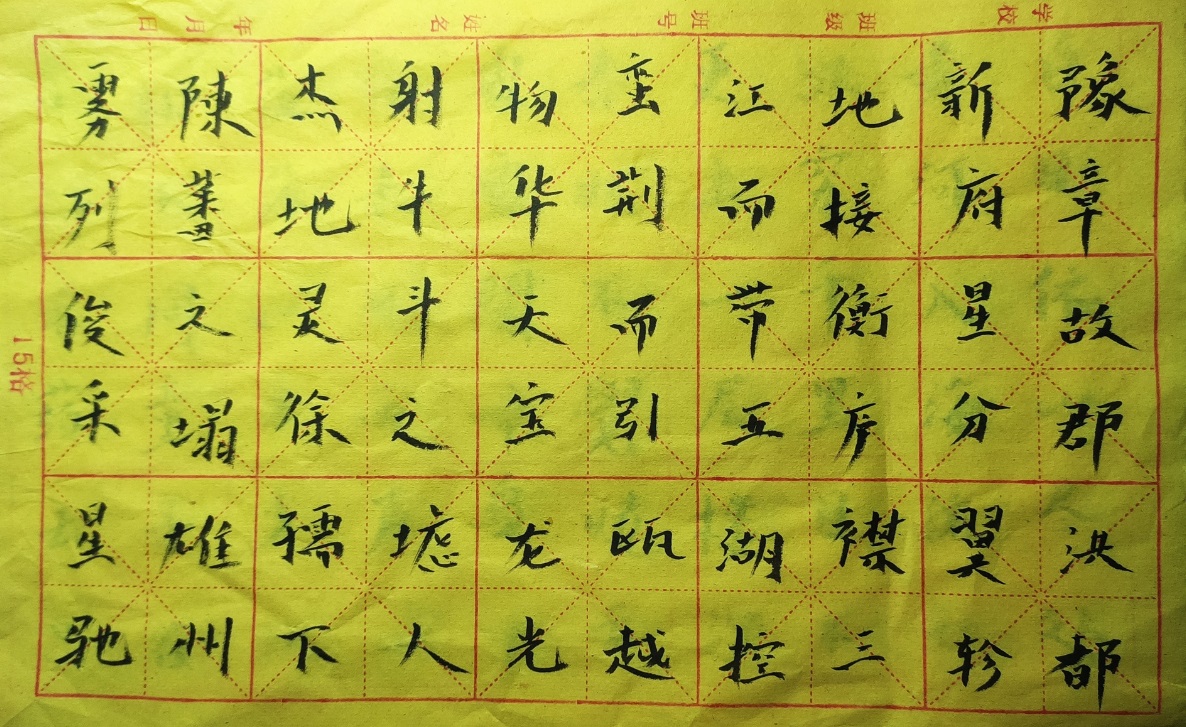 学校 班级 班号 姓名 年 月 日
豫章故郡洪都
新府星分翼轸
地接衡庐襟三
江而带五湖控
蛮荆而引瓯越
物华天宝龙光
射牛斗之墟人
杰地灵徐孺下
陳蕃之塌雄州
雾列俊采星驰
15格